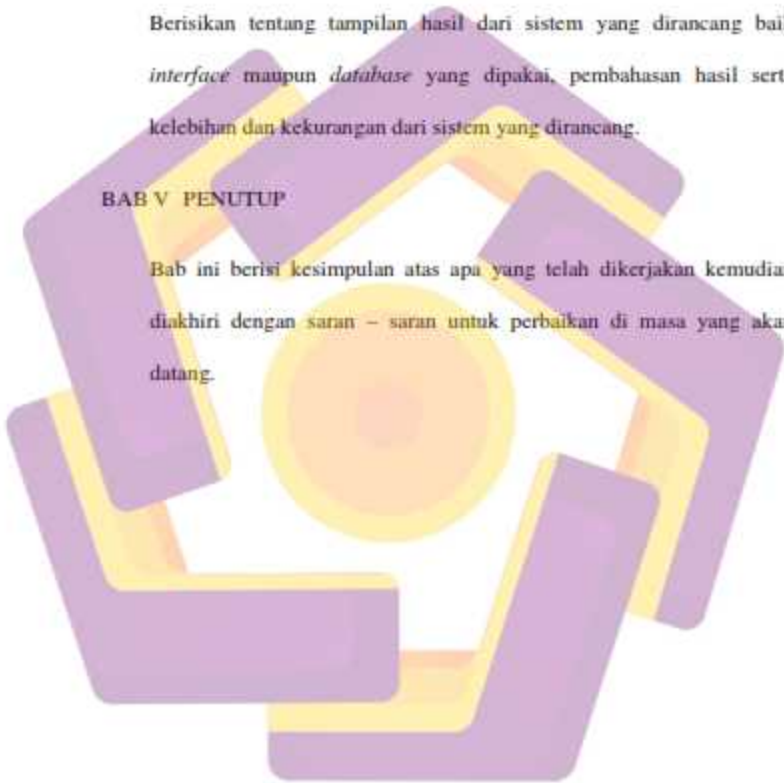 Berisikan tentang tampilan hasil dari sistem yang dirancang bai
interface maupun database yang dipakai, pembahasan hasil sert
kelebihan dan kekurangan dari sistem yang dirancang.
BAB V PENUTUP
Bab ini berisi kesimpulan atas apa yang telah dikerjakan kemudia
diakhiri dengan saran – saran untuk perbaikan di masa yang aka
datang.